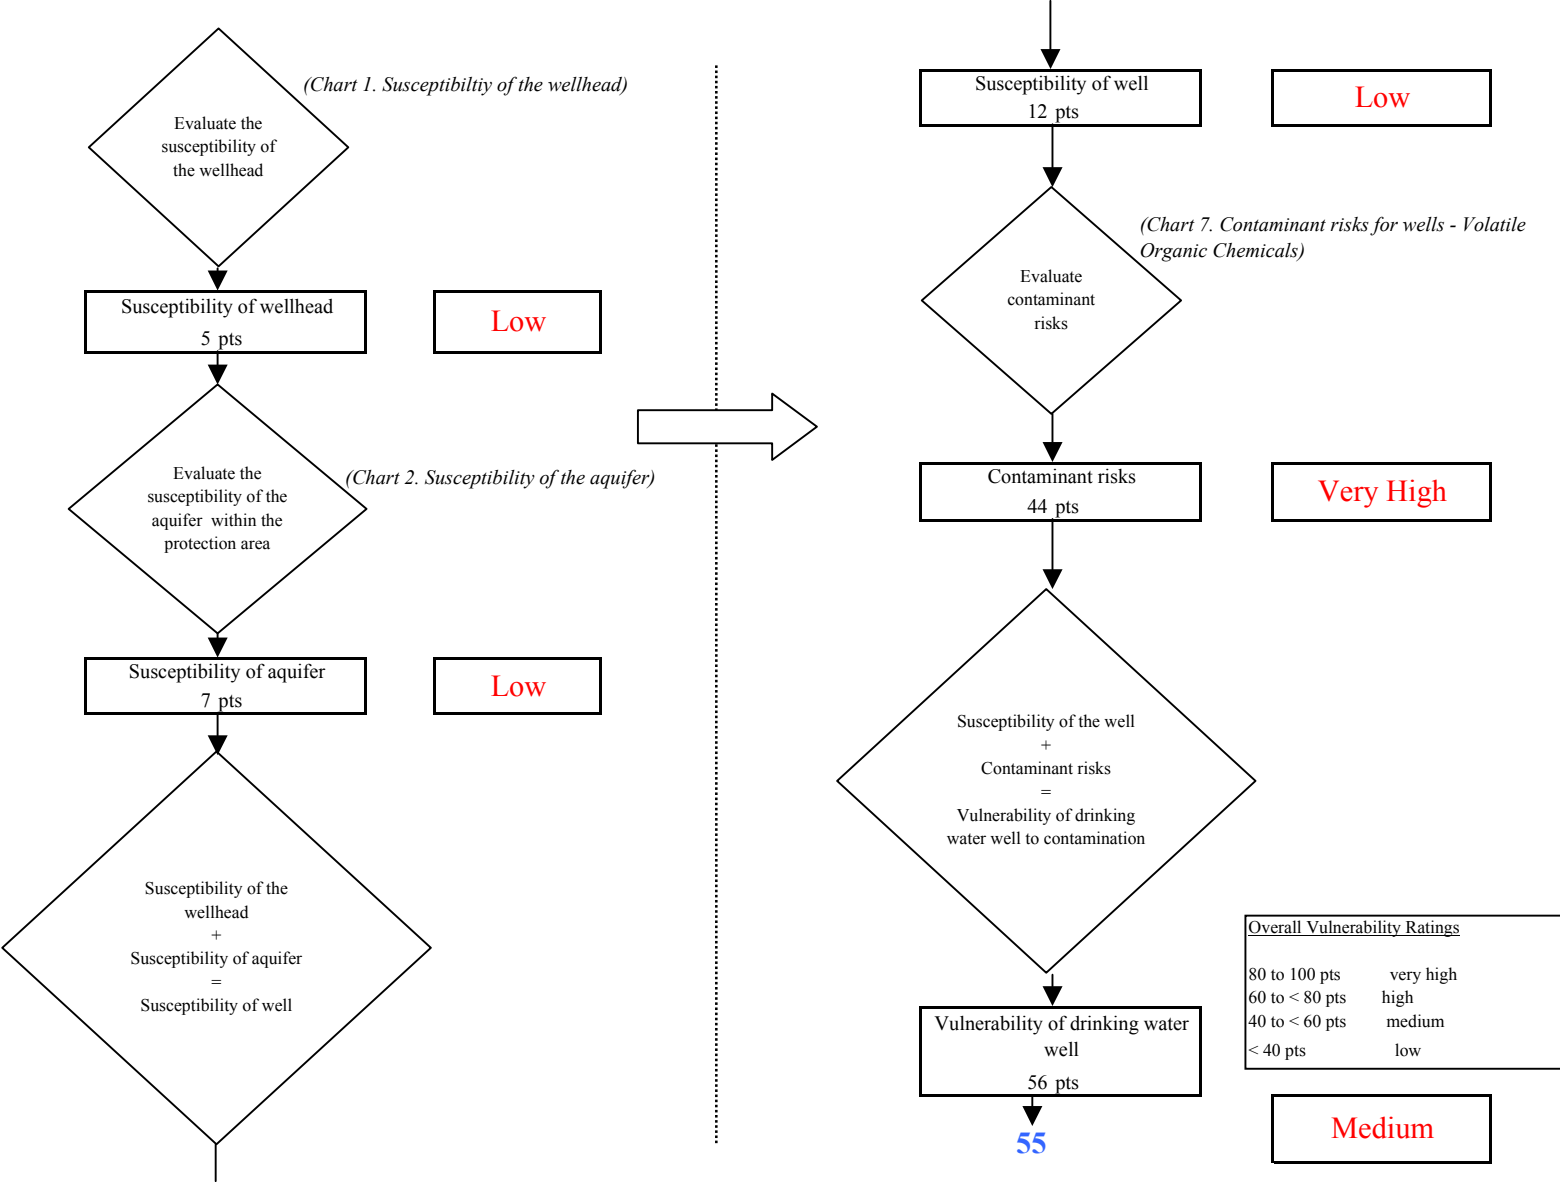 (Chart 1. Susceptibiltiy of the wellhead)
Evaluate the
susceptibility of
the wellhead
Susceptibility of wellhead
5 pts
Low
(Chart 2. Susceptibility of the aquifer)
Evaluate the
susceptibility of the
aquifer within the
protection area
Susceptibility of aquifer
7 pts
Low
Susceptibility of the
wellhead
+
Susceptibility of aquifer
=
Susceptibility of well
Susceptibility of well
12 pts
Low
(Chart 7. Contaminant risks for wells - Volatile
Organic Chemicals)
Evaluate
contaminant
risks
Contaminant risks
44 pts
Very High
Susceptibility of the well
+
Contaminant risks
=
Vulnerability of drinking
water well to contamination
Overall Vulnerability Ratings
80 to 100 pts very high
60 to < 80 pts high
40 to < 60 pts medium
< 40 pts low
Vulnerability of drinking water
well
56 pts
55
Medium